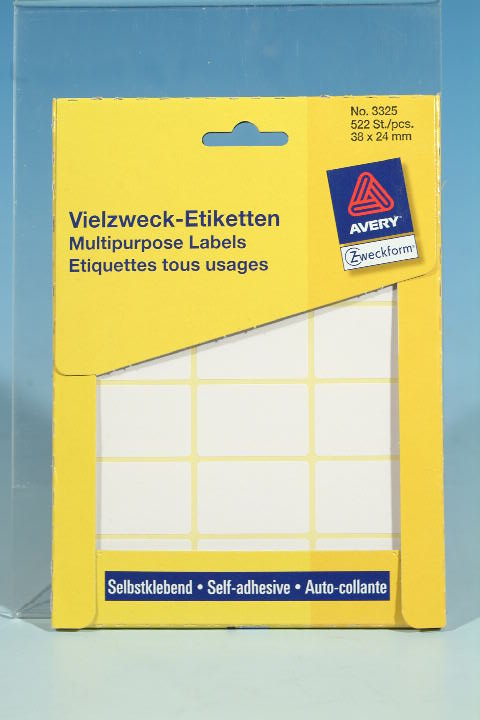 No. 3325
522 St./pcs.
38 x 24 mm
AVERY
Zweckform
Vielzweck-Etiketten
Multipurpose Labels
Etiquettes tous usages
Selbstklebend • Self-adhesive • Auto-collante